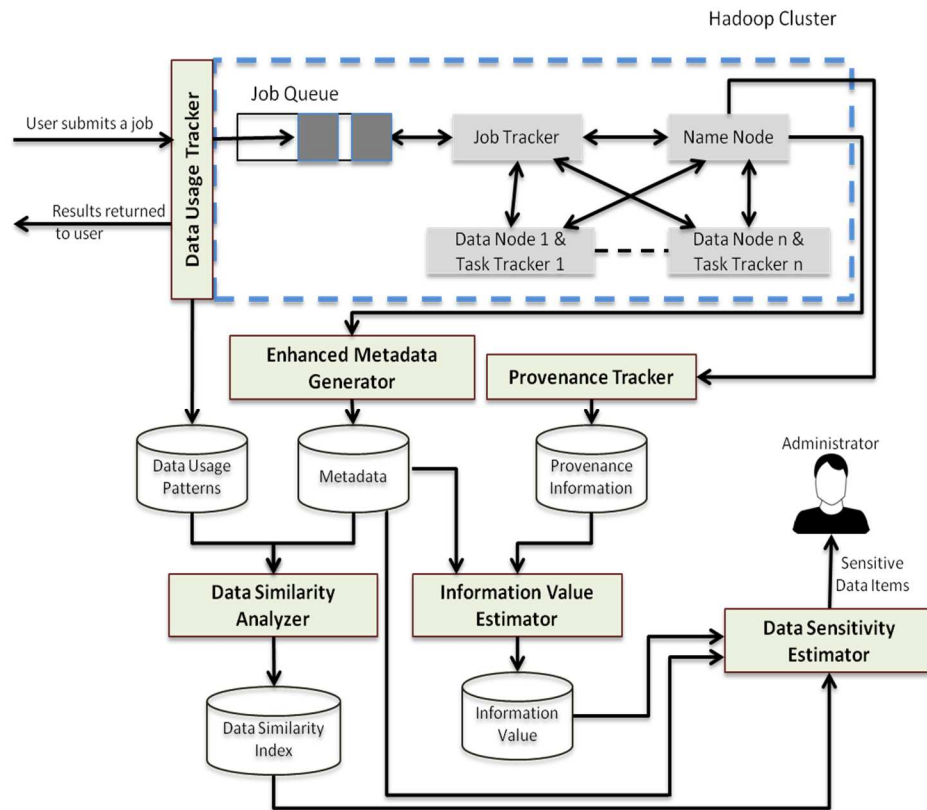 Hadoop Cluster
Job Queue
User submits a job
Data Usage Tracker
Job Tracker
Name Node
Results returned
to user
Data Node 1 &
Task Tracker 1
Data Node n &
Task Tracker n
Enhanced Metadata
Generator
Provenance Tracker
Data Usage
Patterns
Metadata
Provenance
Information
Administrator
Sensitive
Data Items
Data Similarity
Analyzer
Information Value
Estimator
Data Sensitivity
Estimator
Data Similarity
Index
Information
Value